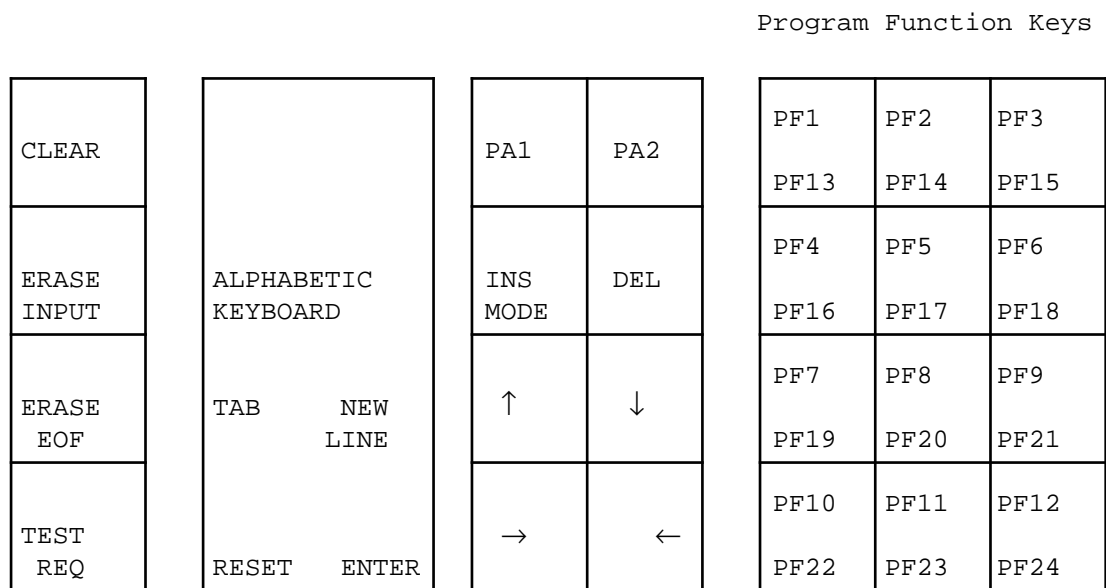 Program Function Keys
PF1 PF2 PF3
CLEAR PA1 PA2
PF13 PF14 PF15
PF4 PF5 PF6
ERASE ALPHABETIC INS DEL
INPUT KEYBOARD MODE PF16 PF17 PF18
PF7 PF8 PF9
ERASE TAB NEW ↑ ↓
EOF LINE PF19 PF20 PF21
PF10 PF11 PF12
TEST → ←
REQ RESET ENTER PF22 PF23 PF24